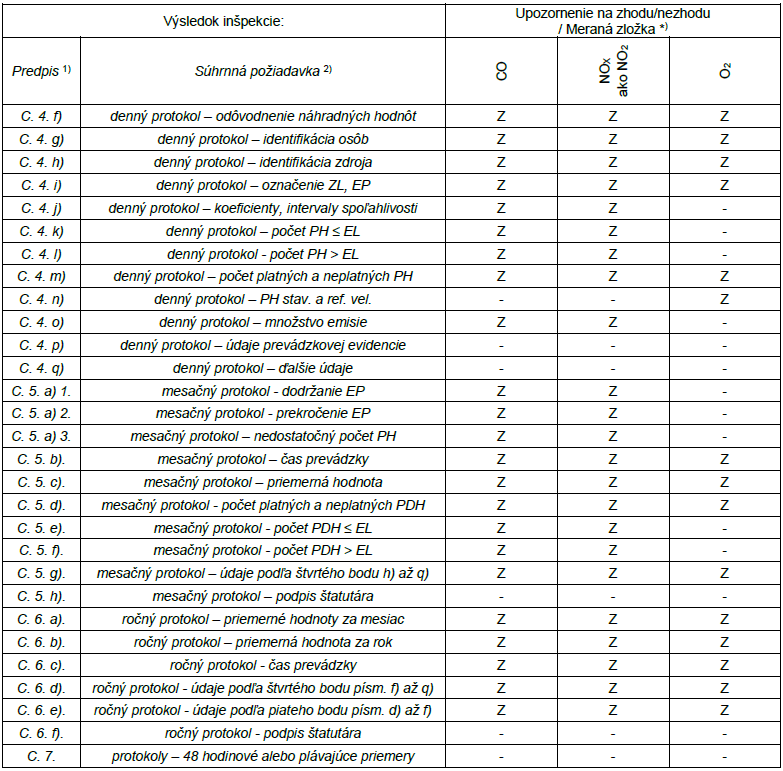 Výsledok inšpekcie: Upozornenie na zhodu/nezhodu
/ Meraná zložka *)
Predpis 1) Súhrnná požiadavka 2) CO NOX ako NO2 O2
C. 4. f) denný protokol – odôvodnenie náhradných hodnôt Z Z Z
C. 4. g) denný protokol – identifikácia osôb Z Z Z
C. 4. h) denný protokol – identifikácia zdroja Z Z Z
C. 4. i) denný protokol – označenie ZL, EP Z Z Z
C. 4. j) denný protokol – koeficienty, intervaly spoľahlivosti Z Z -
C. 4. k) denný protokol – počet PH ≤ EL Z Z -
C. 4. l) denný protokol - počet PH > EL Z Z -
C. 4. m) denný protokol – počet platných a neplatných PH Z Z Z
C. 4. n) denný protokol – PH stav. a ref. vel. - - Z
C. 4. o) denný protokol – množstvo emisie Z Z -
C. 4. p) denný protokol – údaje prevádzkovej evidencie - - -
C. 4. q) denný protokol – ďalšie údaje - - -
C. 5. a) 1. mesačný protokol - dodržanie EP Z Z -
C. 5. a) 2. mesačný protokol - prekročenie EP Z Z -
C. 5. a) 3. mesačný protokol – nedostatočný počet PH Z Z -
C. 5. b). mesačný protokol – čas prevádzky Z Z Z
C. 5. c). mesačný protokol – priemerná hodnota Z Z Z
C. 5. d). mesačný protokol - počet platných a neplatných PDH Z Z Z
C. 5. e). mesačný protokol - počet PDH ≤ EL Z Z -
C. 5. f). mesačný protokol - počet PDH > EL Z Z -
C. 5. g). mesačný protokol – údaje podľa štvrtého bodu h) až q) Z Z Z
C. 5. h). mesačný protokol – podpis štatutára - - -
C. 6. a). ročný protokol – priemerné hodnoty za mesiac Z Z Z
C. 6. b). ročný protokol – priemerná hodnota za rok Z Z Z
C. 6. c). ročný protokol - čas prevádzky Z Z Z
C. 6. d). ročný protokol - údaje podľa štvrtého bodu písm. f) až q) Z Z Z
C. 6. e). ročný protokol - údaje podľa piateho bodu písm. d) až f) Z Z Z
C. 6. f). ročný protokol - podpis štatutára - - -
C. 7. protokoly – 48 hodinové alebo plávajúce priemery - - -